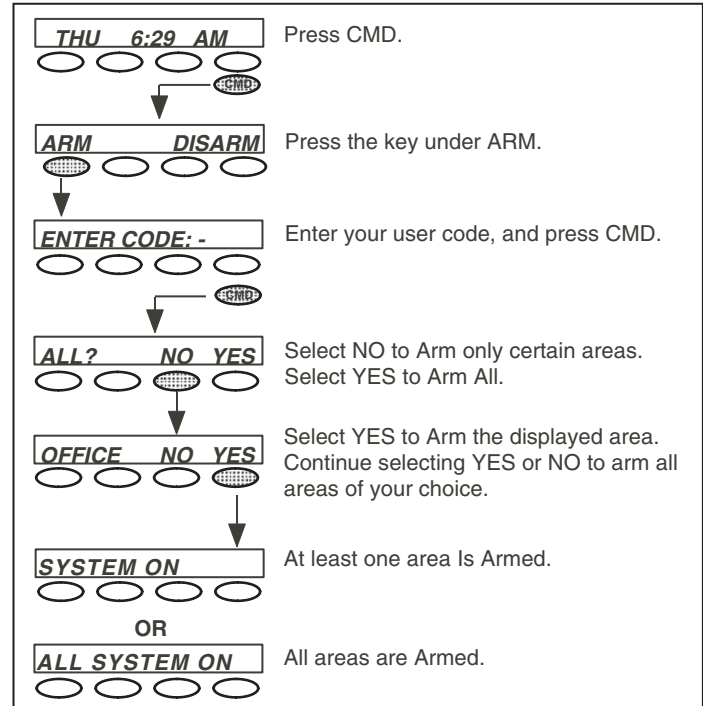 THU 6:29 AM
Press CMD.
CMD
ARM DISARM
Press the key under ARM.
ENTER CODE: -
Enter your user code, and press CMD.
CMD
ALL? NO YES
Select NO to Arm only certain areas.
Select YES to Arm All.
OFFICE NO YES
Select YES to Arm the displayed area.
Continue selecting YES or NO to arm all
areas of your choice.
SYSTEM ON
At least one area Is Armed.
OR
ALL SYSTEM ON
All areas are Armed.